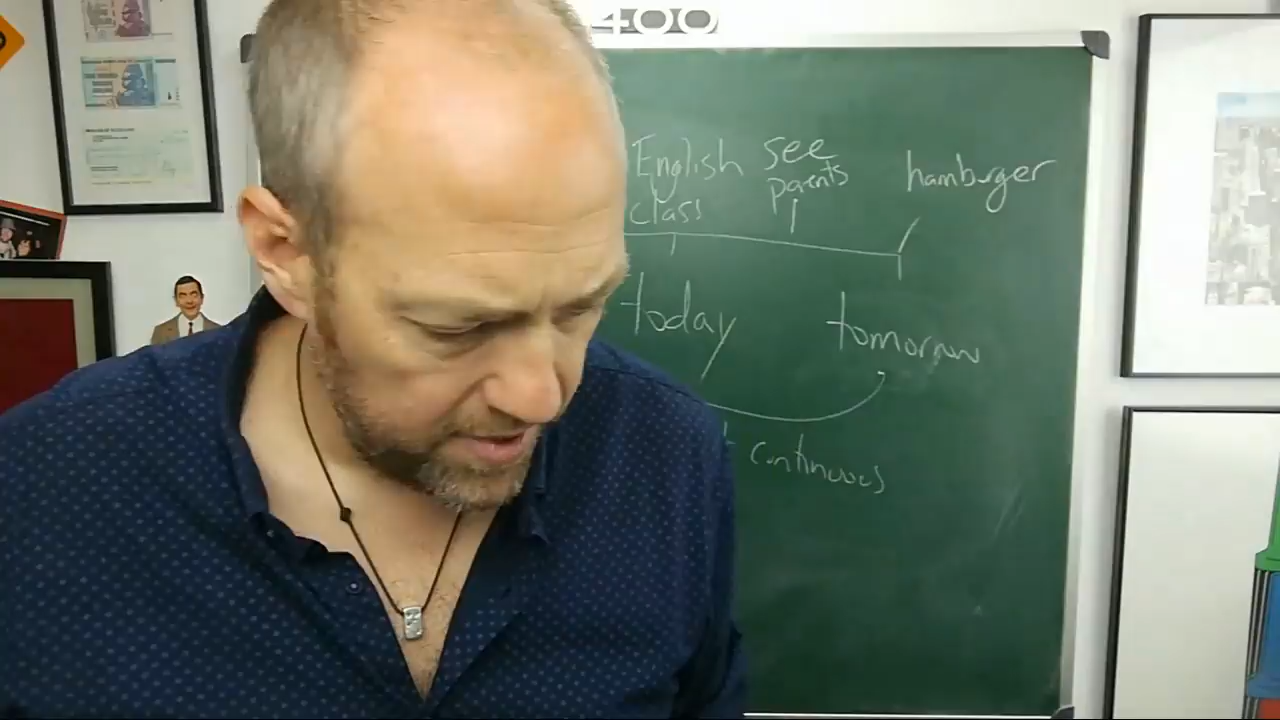 400
English see
parents
class
hamburger
today
tomorrow
continuous